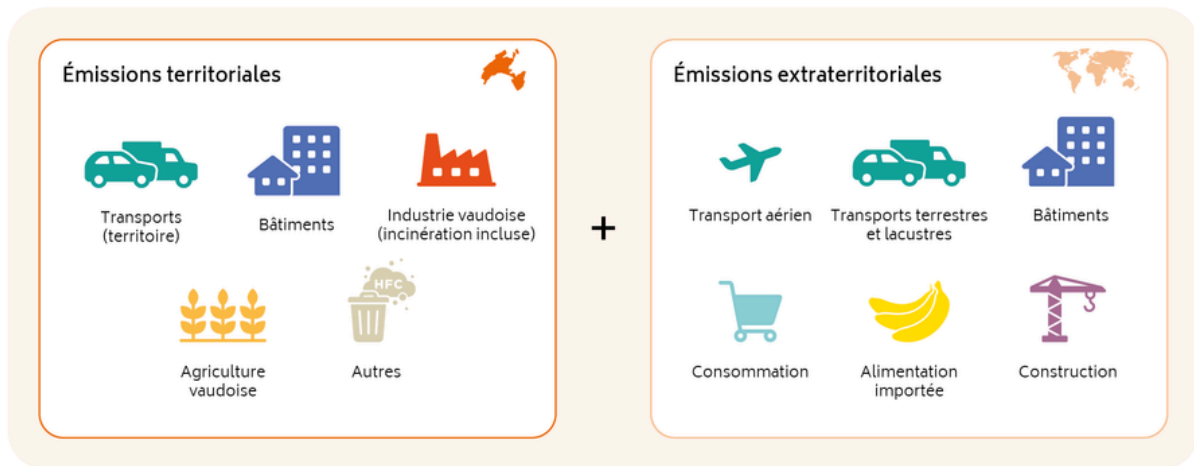 Émissions territoriales
Transports
(territoire)
Bâtiments
Industrie vaudoise
(incinération incluse)
Agriculture
vaudoise
HFC
Autres
+
Émissions extraterritoriales
Transport aérien
Transports terrestres
et lacustres
Bâtiments
Consommation
Alimentation
importée
Construction